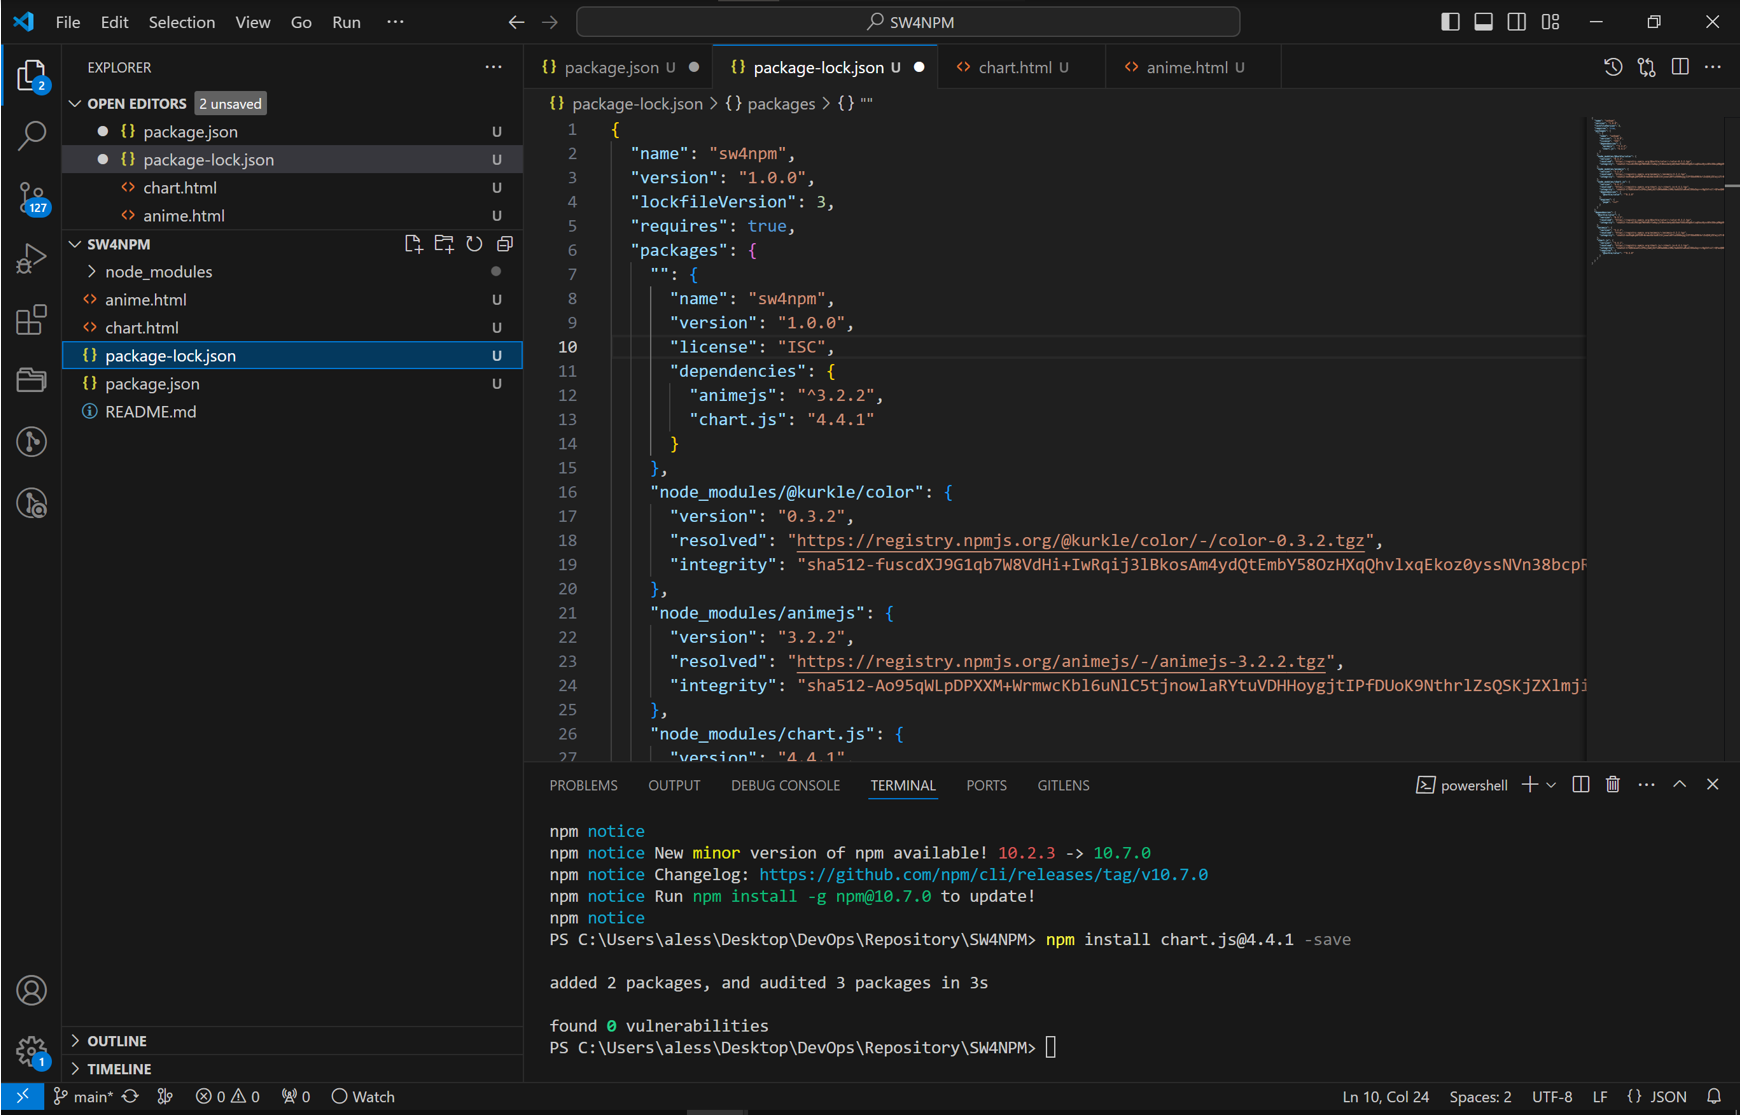 File Edit Selection View Go Run ··· SW4NPM
EXPLORER
OPEN EDITORS 2 unsaved
package.json U
package-lock.json U
chart.html U
anime.html U
SW4NPM
node_modules
anime.html U
chart.html U
package-lock.json U
package.json U
README.md
OUTLINE
TIMELINE
2
127
1
{} package.json U {} package-lock.json U <> chart.html U <> anime.html U
{} package-lock.json > {} packages > {} ""
1 {
2 "name": "sw4npm",
3 "version": "1.0.0",
4 "lockfileVersion": 3,
5 "requires": true,
6 "packages": {
7 "": {
8 "name": "sw4npm",
9 "version": "1.0.0",
10 "license": "ISC",
11 "dependencies": {
12 "animejs": "^3.2.2",
13 "chart.js": "4.4.1"
14 }
15 },
16 "node_modules/@kurkle/color": {
17 "version": "0.3.2",
18 "resolved": "https://registry.npmjs.org/@kurkle/color/-/color-0.3.2.tgz",
19 "integrity": "sha512-fuscdXJ9G1qb7W8VdHi+IwRqij3lBkosAm4ydQtEmbY58OzHXqQhvlxqEkoz0yssNVn38bcpR
20 },
21 "node_modules/animejs": {
22 "version": "3.2.2",
23 "resolved": "https://registry.npmjs.org/animejs/-/animejs-3.2.2.tgz",
24 "integrity": "sha512-Ao95qWLpDPXXM+WrmwcKbl6uNlC5tjnowlaRYtuVDHHoygjtIPfDUoK9NthrlZsQSKjZXlmji
25 },
26 "node_modules/chart.js": {
27 "version": "4.4.1",
PROBLEMS OUTPUT DEBUG CONSOLE TERMINAL PORTS GITLENS powershell
npm notice
npm notice New minor version of npm available! 10.2.3 -> 10.7.0
npm notice Changelog: https://github.com/npm/cli/releases/tag/v10.7.0
npm notice Run npm install -g npm@10.7.0 to update!
npm notice
PS C:\Users\aless\Desktop\DevOps\Repository\SW4NPM> npm install chart.js@4.4.1 -save
added 2 packages, and audited 3 packages in 3s
found 0 vulnerabilities
PS C:\Users\aless\Desktop\DevOps\Repository\SW4NPM>
main* 0 0 0 Watch Ln 10, Col 24 Spaces: 2 UTF-8 LF {} JSON